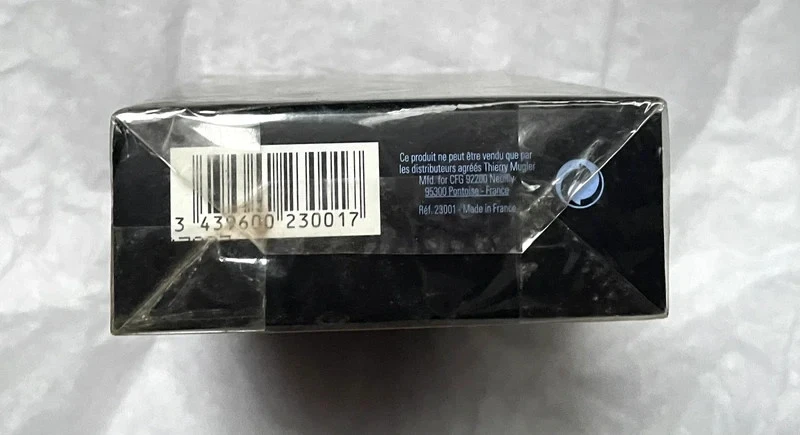 3 439600 230017
Ce produit ne peut être vendu que par
les distributeurs agréés Thierry Mugler
Mfd. for CFG 92200 Neuilly
95300 Pontoise - France
Réf. 23001 - Made in France